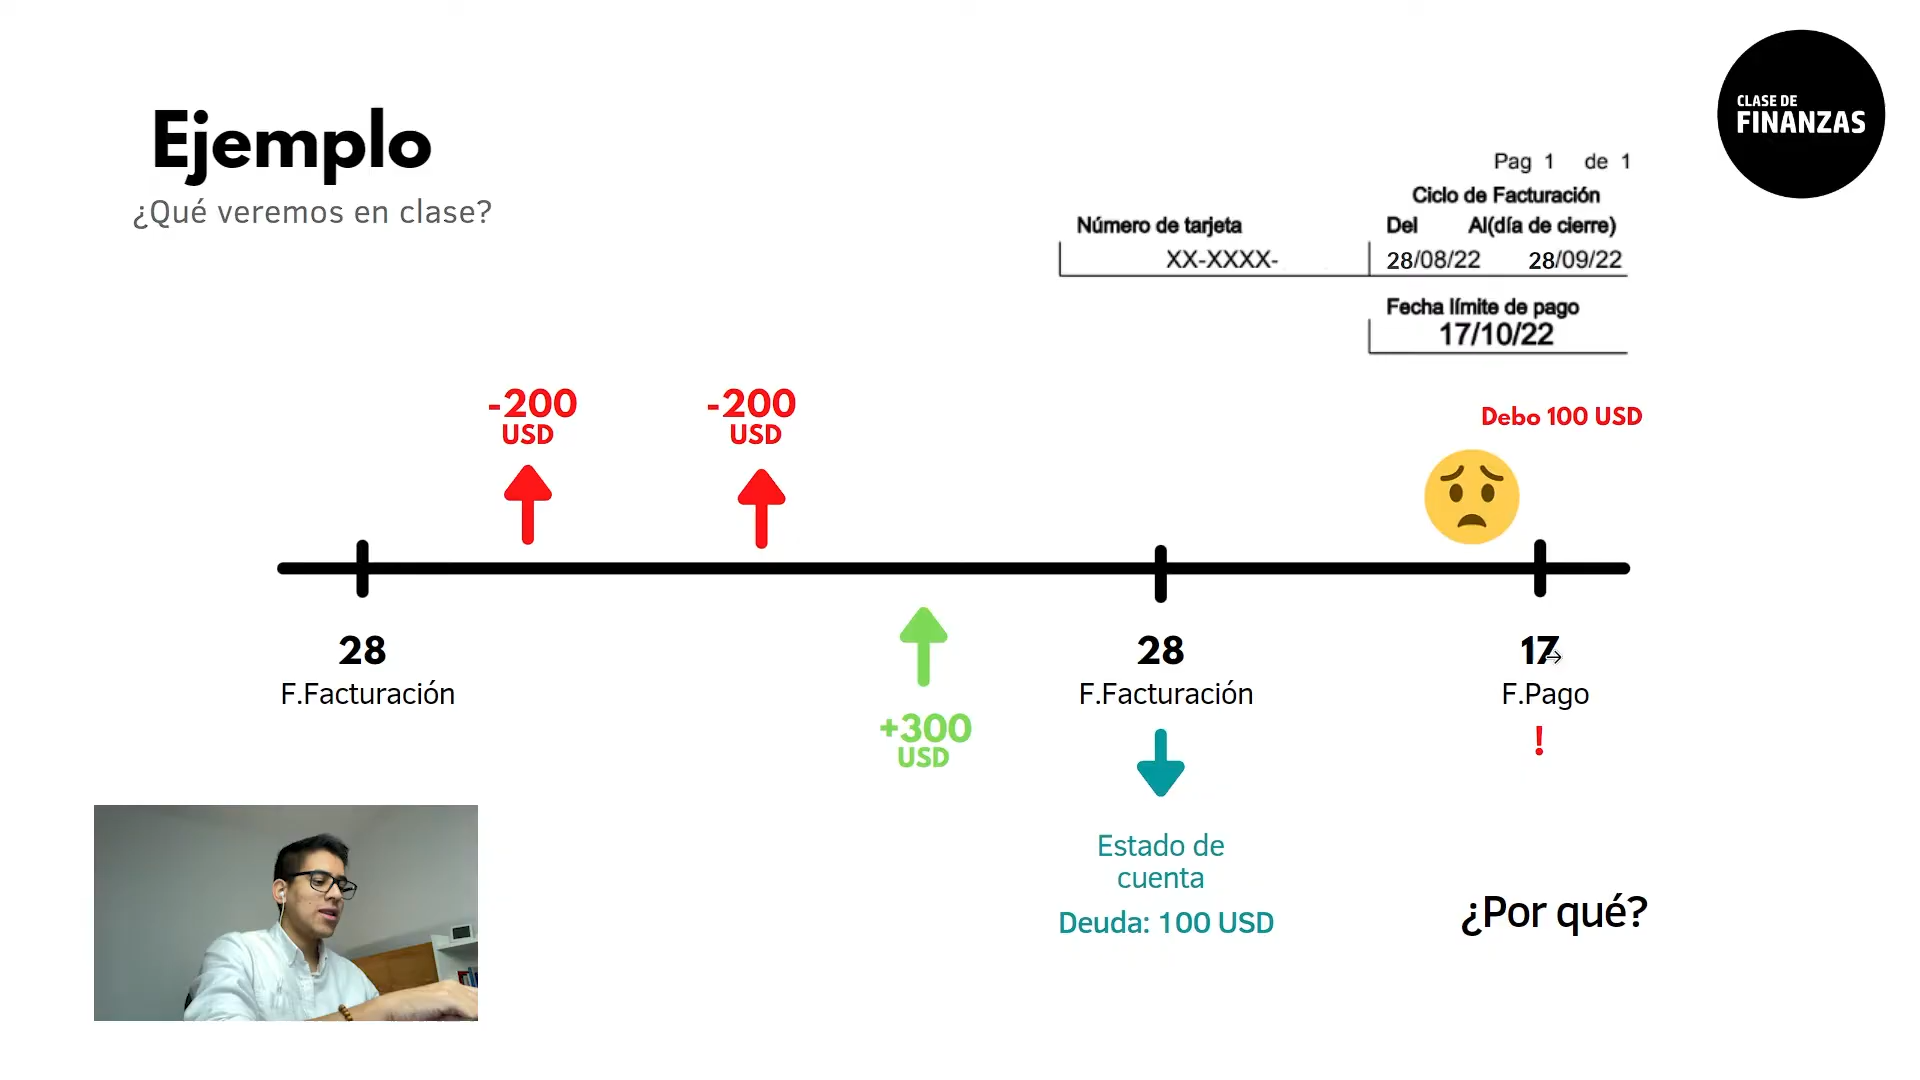 Ejemplo
¿Qué veremos en clase?
CLASE DE
FINANZAS
Pag 1 de 1
Ciclo de Facturación
Número de tarjeta Del Al(día de cierre)
XX-XXXX- 28/08/22 28/09/22
Fecha límite de pago
17/10/22
-200
USD
-200
USD
Debo 100 USD
28
F.Facturación
+300
USD
28
F.Facturación
17
F.Pago
!
Estado de
cuenta
Deuda: 100 USD
¿Por qué?